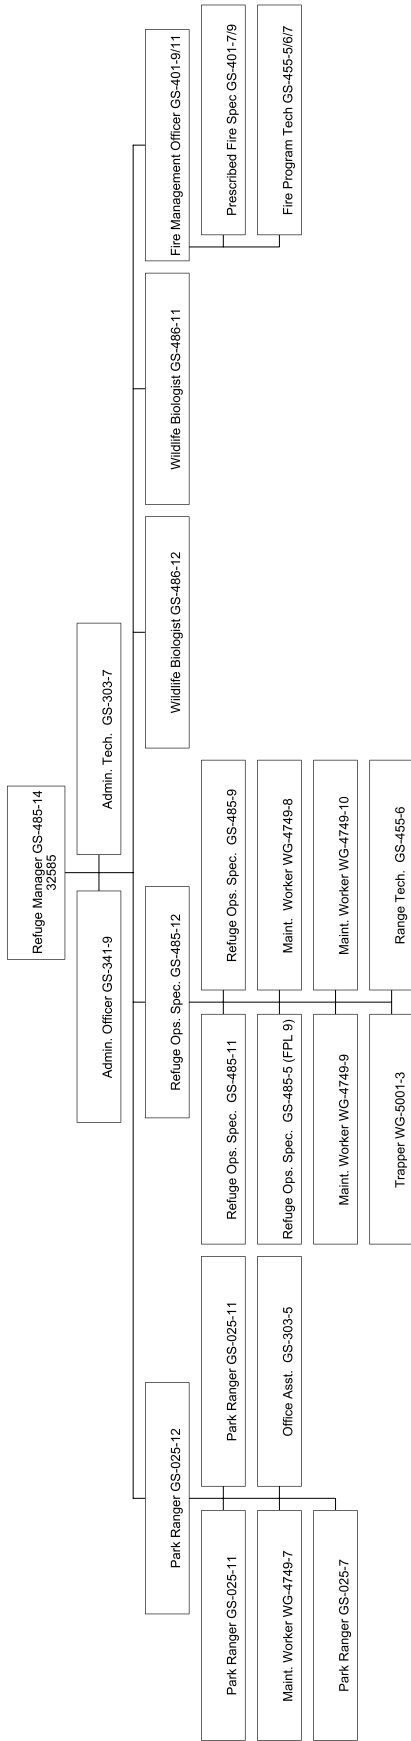 Refuge Manager GS-485-14
32585
Admin. Officer GS-341-9
Admin. Tech.  GS-303-7
Park Ranger GS-025-12
Refuge Ops. Spec. GS-485-12
Wildlife Biologist GS-486-12
Wildlife Biologist GS-486-11
Fire Management Officer GS-401-9/11
Park Ranger GS-025-11
Park Ranger GS-025-11
Maint. Worker WG-4749-7
Office Asst.  GS-303-5
Park Ranger GS-025-7
Refuge Ops. Spec.  GS-485-11
Refuge Ops. Spec.  GS-485-9
Refuge Ops. Spec.  GS-485-5 (FPL 9)
Maint. Worker WG-4749-8
Maint. Worker WG-4749-9
Maint. Worker WG-4749-10
Trapper WG-5001-3
Range Tech.  GS-455-6
Prescribed Fire Spec GS-401-7/9
Fire Program Tech GS-455-5/6/7